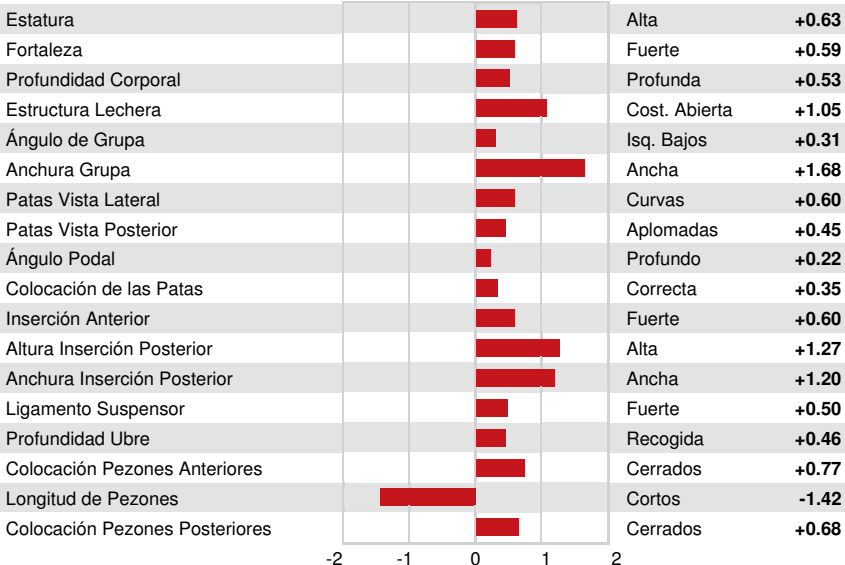 Estatura Alta +0.63
Fortaleza Fuerte +0.59
Profundidad Corporal Profunda +0.53
Estructura Lechera Cost. Abierta +1.05
Ángulo de Grupa Isq. Bajos +0.31
Anchura Grupa Ancha +1.68
Patas Vista Lateral Curvas +0.60
Patas Vista Posterior Aplomadas +0.45
Ángulo Podal Profundo +0.22
Colocación de las Patas Correcta +0.35
Inserción Anterior Fuerte +0.60
Altura Inserción Posterior Alta +1.27
Anchura Inserción Posterior Ancha +1.20
Ligamento Suspensor Fuerte +0.50
Profundidad Ubre Recogida +0.46
Colocación Pezones Anteriores Cerrados +0.77
Longitud de Pezones Cortos -1.42
Colocación Pezones Posteriores Cerrados +0.68
-2 -1 0 1 2